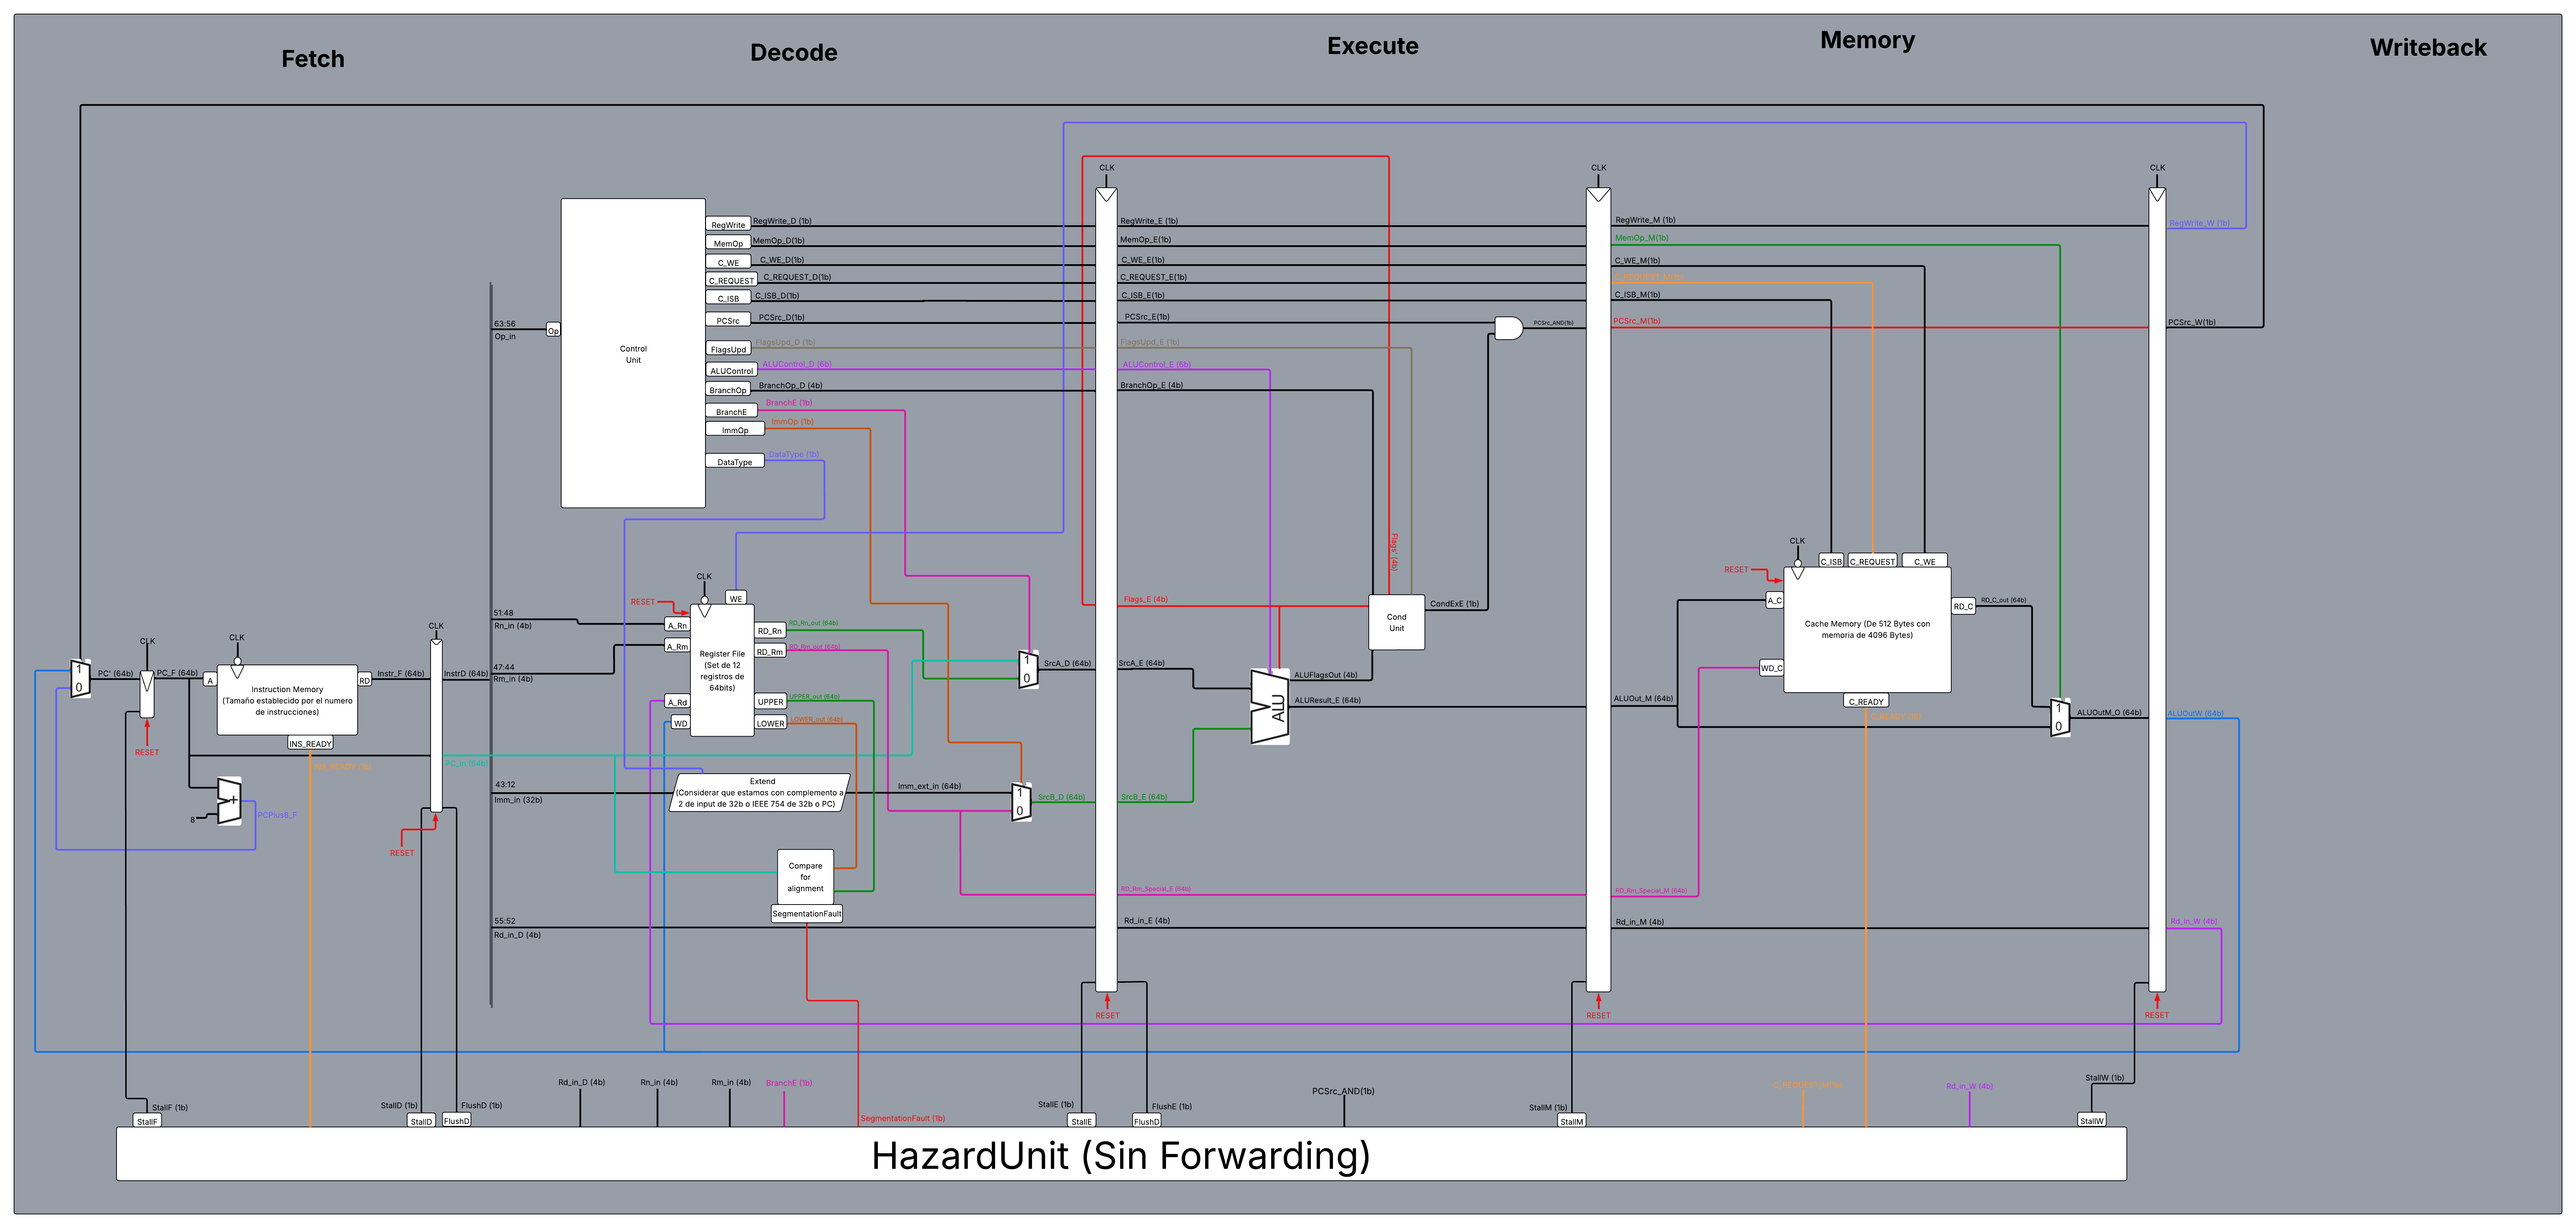 Fetch
Decode
Execute
Memory
Writeback
CLK
CLK
CLK
RegWrite
RegWrite_D (1b)
RegWrite_E (1b)
RegWrite_M (1b)
RegWrite_W (1b)
MemOp
MemOp_D(1b)
MemOp_E(1b)
MemOp_M(1b)
C_WE
C_WE_D(1b)
C_WE_E(1b)
C_WE_M(1b)
C_REQUEST
C_REQUEST_D(1b)
C_REQUEST_E(1b)
C_ISB
C_ISB_D(1b)
C_ISB_E(1b)
C_ISB_M(1b)
PCSrc
PCSrc_D(1b)
PCSrc_E(1b)
PCSrc_AND(1b)
PCSrc_M(1b)
PCSrc_W(1b)
63:56
Op_in
Op
Control
Unit
FlagsUpd
FlagsUpd_D (1b)
FlagsUpd_E (1b)
ALUControl
ALUControl_D (6b)
ALUControl_E (6b)
BranchOp
BranchOp_D (4b)
BranchOp_E (4b)
BranchE
BranchE (1b)
ImmOp
ImmOp (1b)
DataType
DataType (1b)
Flags' (4b)
CLK
C_ISB
C_REQUEST
C_WE
RESET
A_C
RD_C
RD_C_out (64b)
Cache Memory (De 512 Bytes con
memoria de 4096 Bytes)
WD_C
C_READY
CLK
WE
RESET
51:48
Rn_in (4b)
A_Rn
RD_Rn
RD_Rn_out (64b)
47:44
Rm_in (4b)
A_Rm
RD_Rm
RD_Rm_out (64b)
Register File
(Set de 12
registros de
64bits)
A_Rd
UPPER
UPPER_out (64b)
WD
LOWER
LOWER_out (64b)
Flags_E (4b)
Cond
Unit
CondExE (1b)
CLK
CLK
CLK
1
0
PC' (64b)
PC_F (64b)
A
RD
Instr_F (64b)
InstrD (64b)
Instruction Memory
(Tamaño establecido por el numero
de instrucciones)
INS_READY
RESET
PC_in (64b)
8
+
PCPlus8_F
RESET
1
0
SrcA_D (64b)
SrcA_E (64b)
ALU
ALUFlagsOut (4b)
ALUResult_E (64b)
ALUOut_M (64b)
1
0
ALUOutM_O (64b)
ALUOutW (64b)
43:12
Imm_in (32b)
Extend
(Considerar que estamos con complemento a
2 de input de 32b o IEEE 754 de 32b o PC)
Imm_ext_in (64b)
1
0
SrcB_D (64b)
SrcB_E (64b)
Compare
for
alignment
SegmentationFault
RD_Rm_Special_E (64b)
RD_Rm_Special_M (64b)
55:52
Rd_in_D (4b)
Rd_in_E (4b)
Rd_in_M (4b)
Rd_in_W (4b)
RESET
RESET
RESET
StallF (1b)
StallF
StallD (1b)
StallD
FlushD (1b)
FlushD
Rd_in_D (4b)
Rn_in (4b)
Rm_in (4b)
BranchE (1b)
SegmentationFault (1b)
StallE (1b)
StallE
FlushE (1b)
FlushD
PCSrc_AND(1b)
StallM (1b)
StallM
Rd_in_W (4b)
StallW (1b)
StallW
HazardUnit (Sin Forwarding)